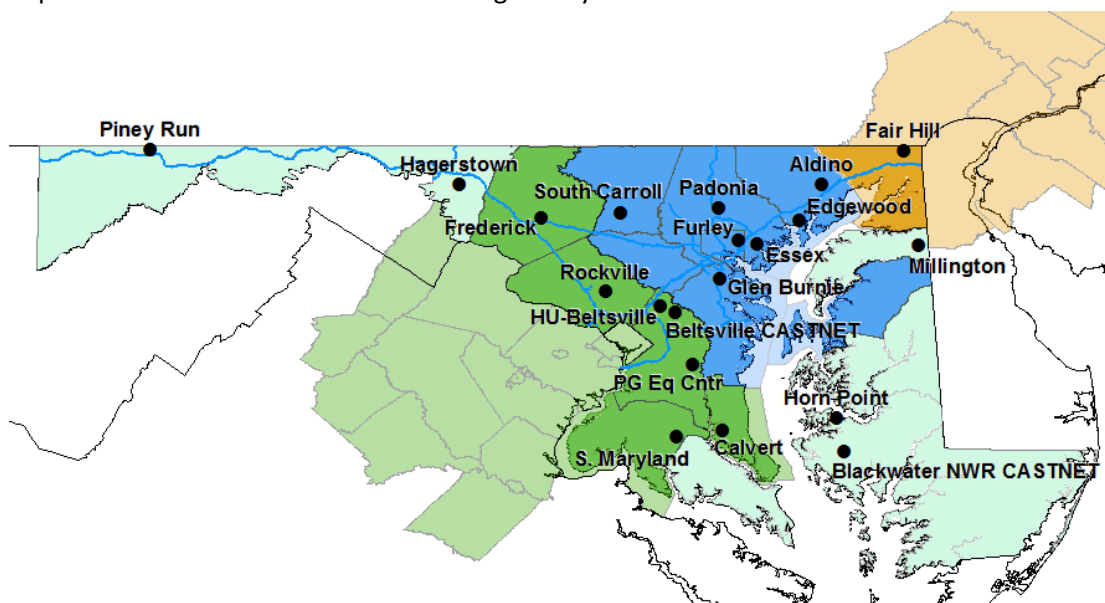 Piney Run
Fair Hill
Hagerstown
Aldino
South Carroll
Padonia
Edgewood
Frederick
Furley
Essex
Millington
Rockville
Glen Burnie
HU-Beltsville
Beltsville CASTNET
PG Eq Cntr
Horn Point
Calvert
S. Maryland
Blackwater NWR CASTNET